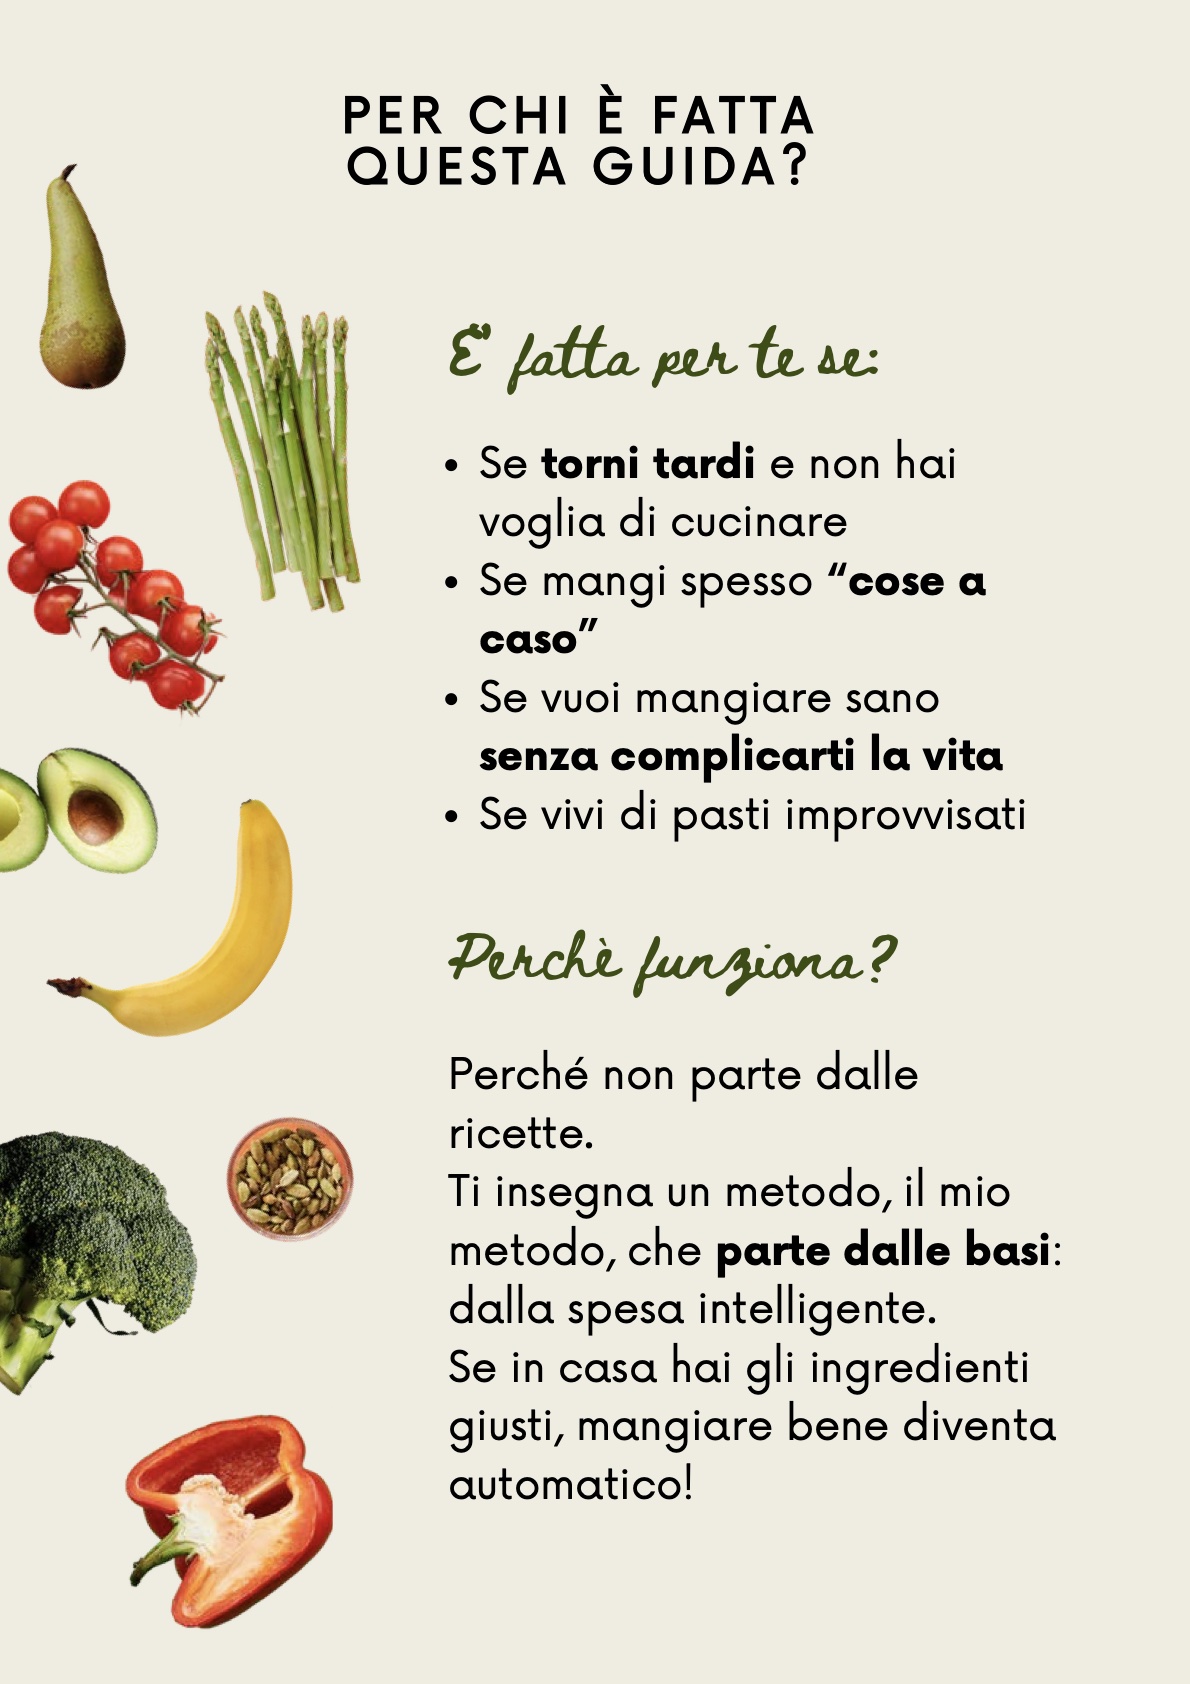 PER CHI È FATTA
QUESTA GUIDA?
E' fatta per te se:
• Se torni tardi e non hai
voglia di cucinare
• Se mangi spesso “cose a
caso”
• Se vuoi mangiare sano
senza complicarti la vita
• Se vivi di pasti improvvisati
Perchè funziona?
Perché non parte dalle
ricette.
Ti insegna un metodo, il mio
metodo, che parte dalle basi:
dalla spesa intelligente.
Se in casa hai gli ingredienti
giusti, mangiare bene diventa
automatico!